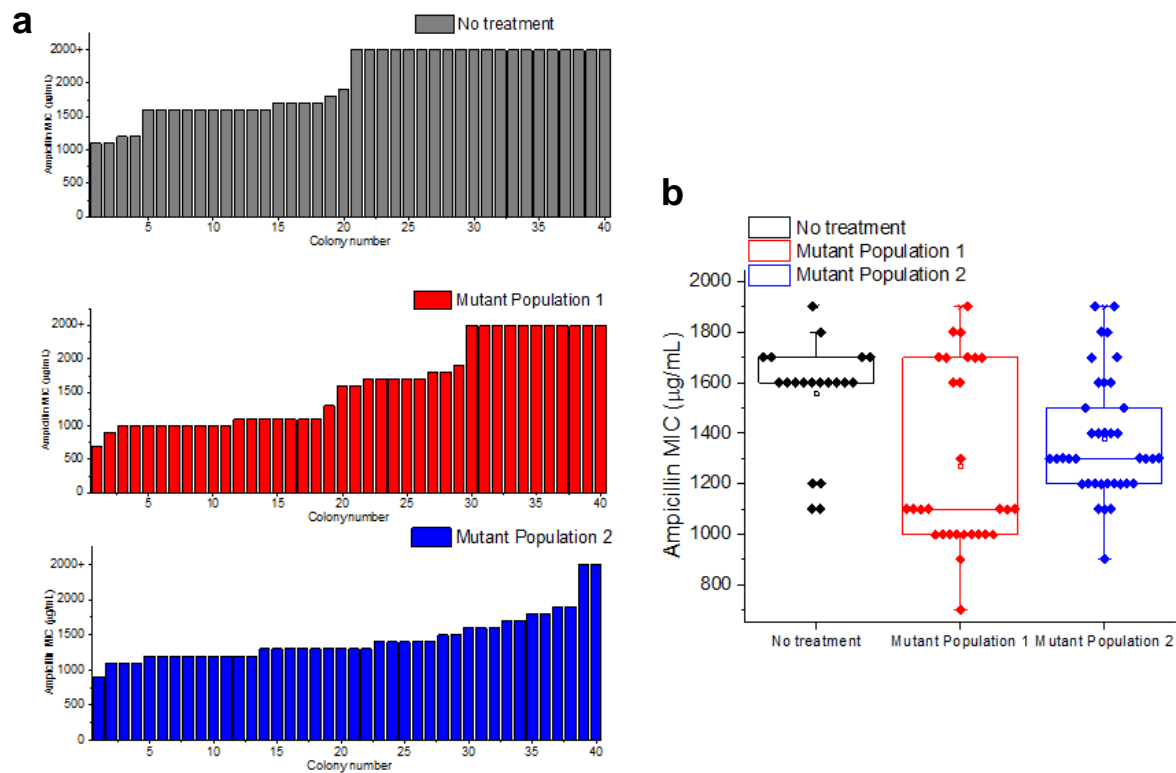 a
No treatment
Ampicillin MIC (µg/mL)
2000+
2000
1500
1000
500
0
5 10 15 20 25 30 35 40
Colony number
Mutant Population 1
Ampicillin MIC (µg/mL)
2000+
2000
1500
1000
500
0
5 10 15 20 25 30 35 40
Colony number
Mutant Population 2
Ampicillin MIC (µg/mL)
2000+
2000
1500
1000
500
0
5 10 15 20 25 30 35 40
Colony number
b
No treatment
Mutant Population 1
Mutant Population 2
Ampicillin MIC (µg/mL)
2000
1800
1600
1400
1200
1000
800
No treatment Mutant Population 1 Mutant Population 2